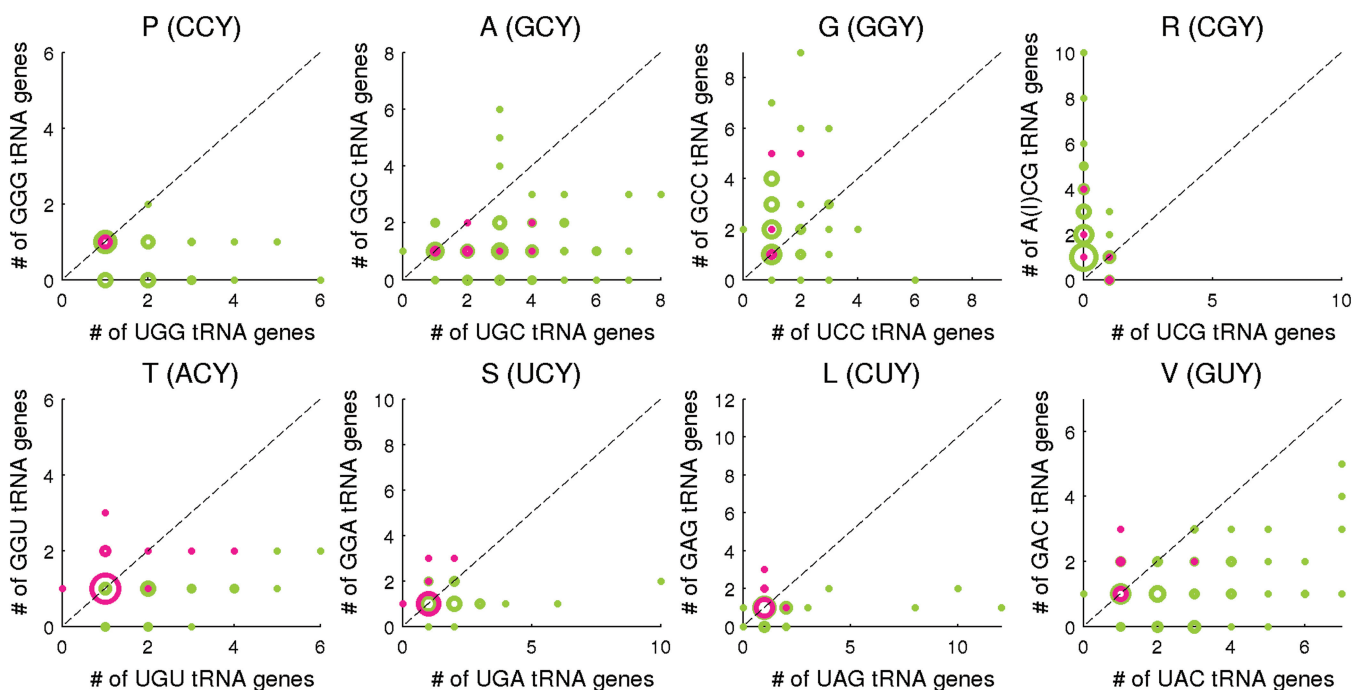 P (CCY)
# of GGG tRNA genes
6
4
2
0
0 2 4 6
# of UGG tRNA genes
A (GCY)
# of GGC tRNA genes
8
6
4
2
0
0 2 4 6 8
# of UGC tRNA genes
G (GGY)
# of GCC tRNA genes
8
6
4
2
0
0 2 4 6 8
# of UCC tRNA genes
R (CGY)
# of A(I)CG tRNA genes
10
8
6
4
2
0
0 5 10
# of UCG tRNA genes
T (ACY)
# of GGU tRNA genes
6
4
2
0
0 2 4 6
# of UGU tRNA genes
S (UCY)
# of GGA tRNA genes
10
8
6
4
2
0
0 5 10
# of UGA tRNA genes
L (CUY)
# of GAG tRNA genes
12
10
8
6
4
2
0
0 5 10
# of UAG tRNA genes
V (GUY)
# of GAC tRNA genes
6
4
2
0
0 2 4 6
# of UAC tRNA genes